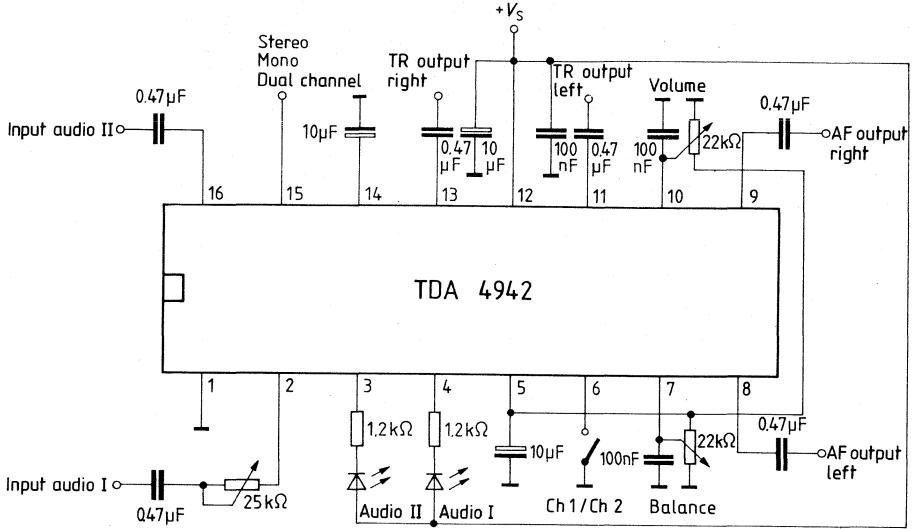 +VS
Stereo
Mono
Dual channel
TR output
right
TR output
left
Volume
0.47µF
0.47µF
Input audio II
10µF
0,47
µF
10
µF
100
nF
0.47
µF
100
nF
22kΩ
AF output
right
16
15
14
13
12
11
10
9
TDA 4942
1
2
3
4
5
6
7
8
1,2kΩ
1,2kΩ
10µF
100nF
22kΩ
0.47µF
AF output
left
Input audio I
0,47µF
25kΩ
Audio II
Audio I
Ch 1/Ch 2
Balance